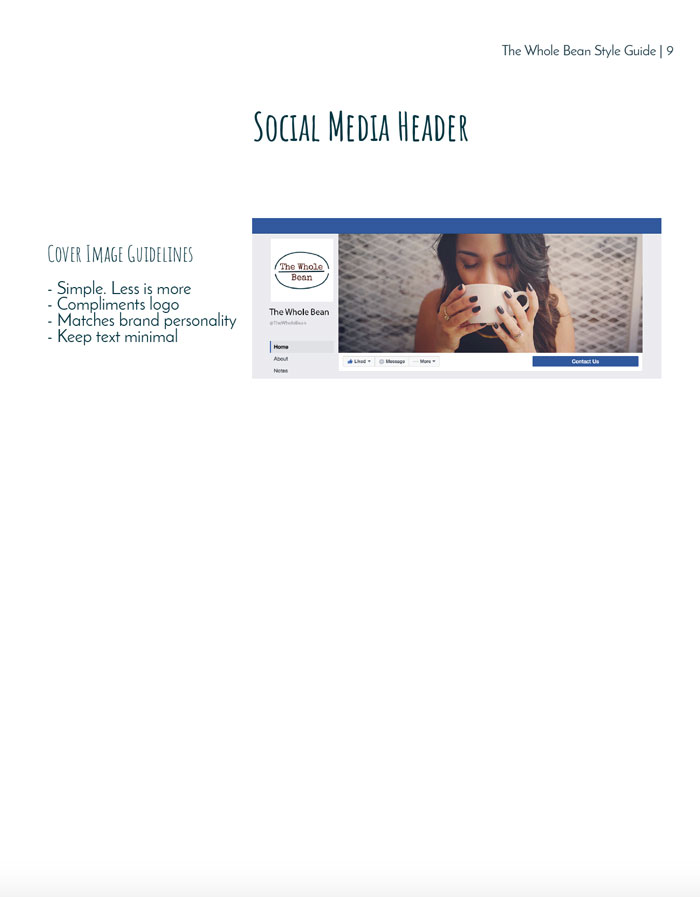 The Whole Bean Style Guide | 9
Social Media Header
Cover Image Guidelines
- Simple. Less is more
- Compliments logo
- Matches brand personality
- Keep text minimal
The Whole
Bean
The Whole Bean
@TheWholeBean
Home
About
Notes
Liked
Message
More
Contact Us